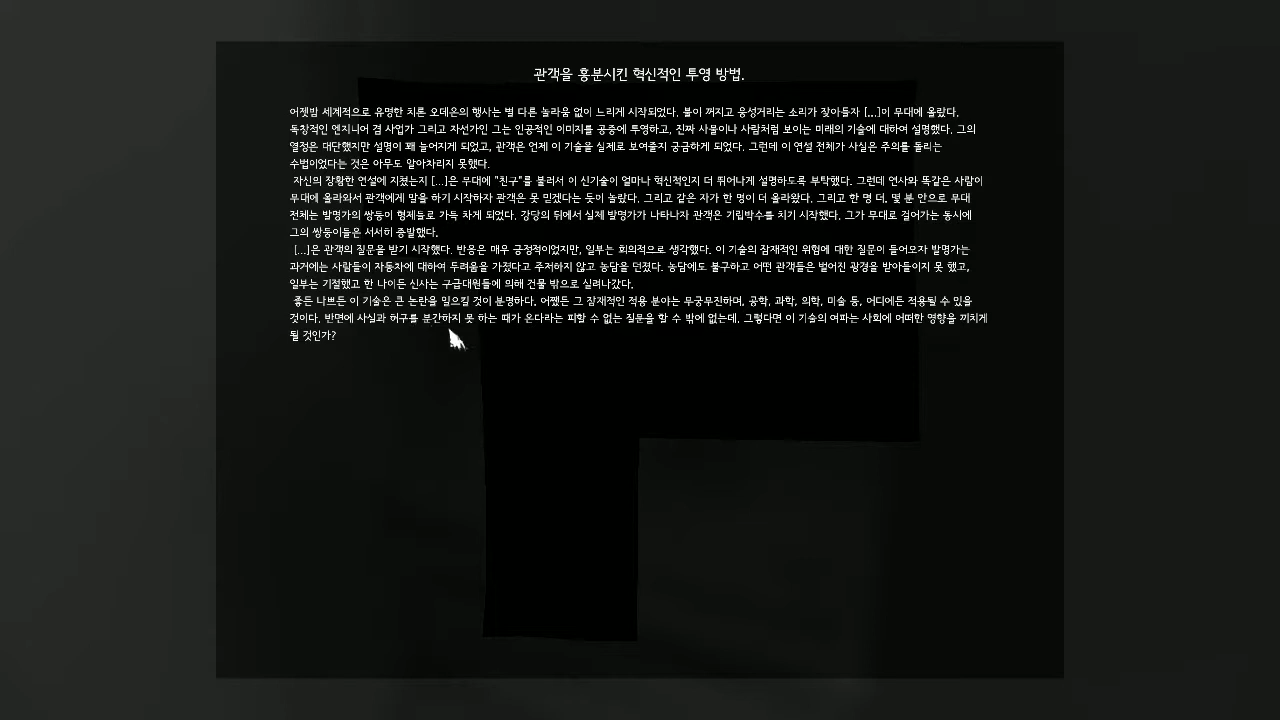 관객을 흥분시킨 혁신적인 투영 방법.
어젯밤 세계적으로 유명한 치론 오데온의 행사는 별 다른 놀라움 없이 느리게 시작되었다. 불이 꺼지고 웅성거리는 소리가 잦아들자 [...]이 무대에 올랐다.
독창적인 엔지니어 겸 사업가 그리고 자선가인 그는 인공적인 이미지를 공중에 투영하고, 진짜 사물이나 사람처럼 보이는 미래의 기술에 대하여 설명했다. 그의
열정은 대단했지만 설명이 꽤 늘어지게 되었고, 관객은 언제 이 기술을 실제로 보여줄지 궁금하게 되었다. 그런데 이 연설 전체가 사실은 주의를 돌리는
수법이었다는 것은 아무도 알아차리지 못했다.
자신의 장황한 연설에 지쳤는지 [...]은 무대에 "친구"를 불러서 이 신기술이 얼마나 혁신적인지 더 뛰어나게 설명하도록 부탁했다. 그런데 연사와 똑같은 사람이
무대에 올라와서 관객에게 말을 하기 시작하자 관객은 못 믿겠다는 듯이 놀랐다. 그리고 같은 자가 한 명이 더 올라왔다. 그리고 한 명 더. 몇 분 안으로 무대
전체는 발명가의 쌍둥이 형제들로 가득 차게 되었다. 강당의 뒤에서 실제 발명가가 나타나자 관객은 기립박수를 치기 시작했다. 그가 무대로 걸어가는 동시에
그의 쌍둥이들은 서서히 증발했다.
[...]은 관객의 질문을 받기 시작했다. 반응은 매우 긍정적이었지만, 일부는 회의적으로 생각했다. 이 기술의 잠재적인 위험에 대한 질문이 들어오자 발명가는
과거에는 사람들이 자동차에 대하여 두려움을 가졌다고 주저하지 않고 농담을 던졌다. 농담에도 불구하고 어떤 관객들은 벌어진 광경을 받아들이지 못 했고,
일부는 기절했고 한 나이든 신사는 구급대원들에 의해 건물 밖으로 실려나갔다.
좋든 나쁘든 이 기술은 큰 논란을 일으킬 것이 분명하다. 어쨌든 그 잠재적인 적용 분야는 무궁무진하며, 공학, 과학, 의학, 미술 등, 어디에든 적용될 수 있을
것이다. 반면에 사실과 허구를 분간하지 못 하는 때가 온다라는 피할 수 없는 질문을 할 수 밖에 없는데. 그렇다면 이 기술의 여파는 사회에 어떠한 영향을 끼치게
될 것인가?